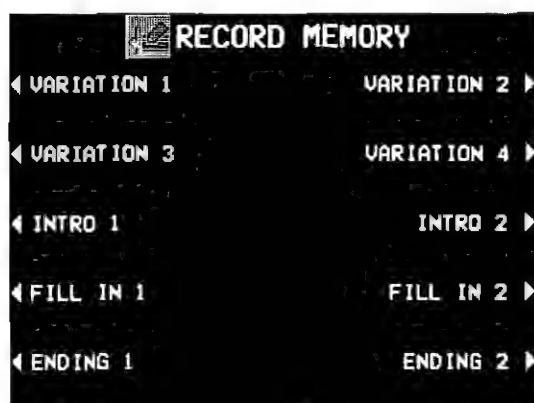 RECORD MEMORY
VARIATION 1 VARIATION 2
VARIATION 3 VARIATION 4
INTRO 1 INTRO 2
FILL IN 1 FILL IN 2
ENDING 1 ENDING 2